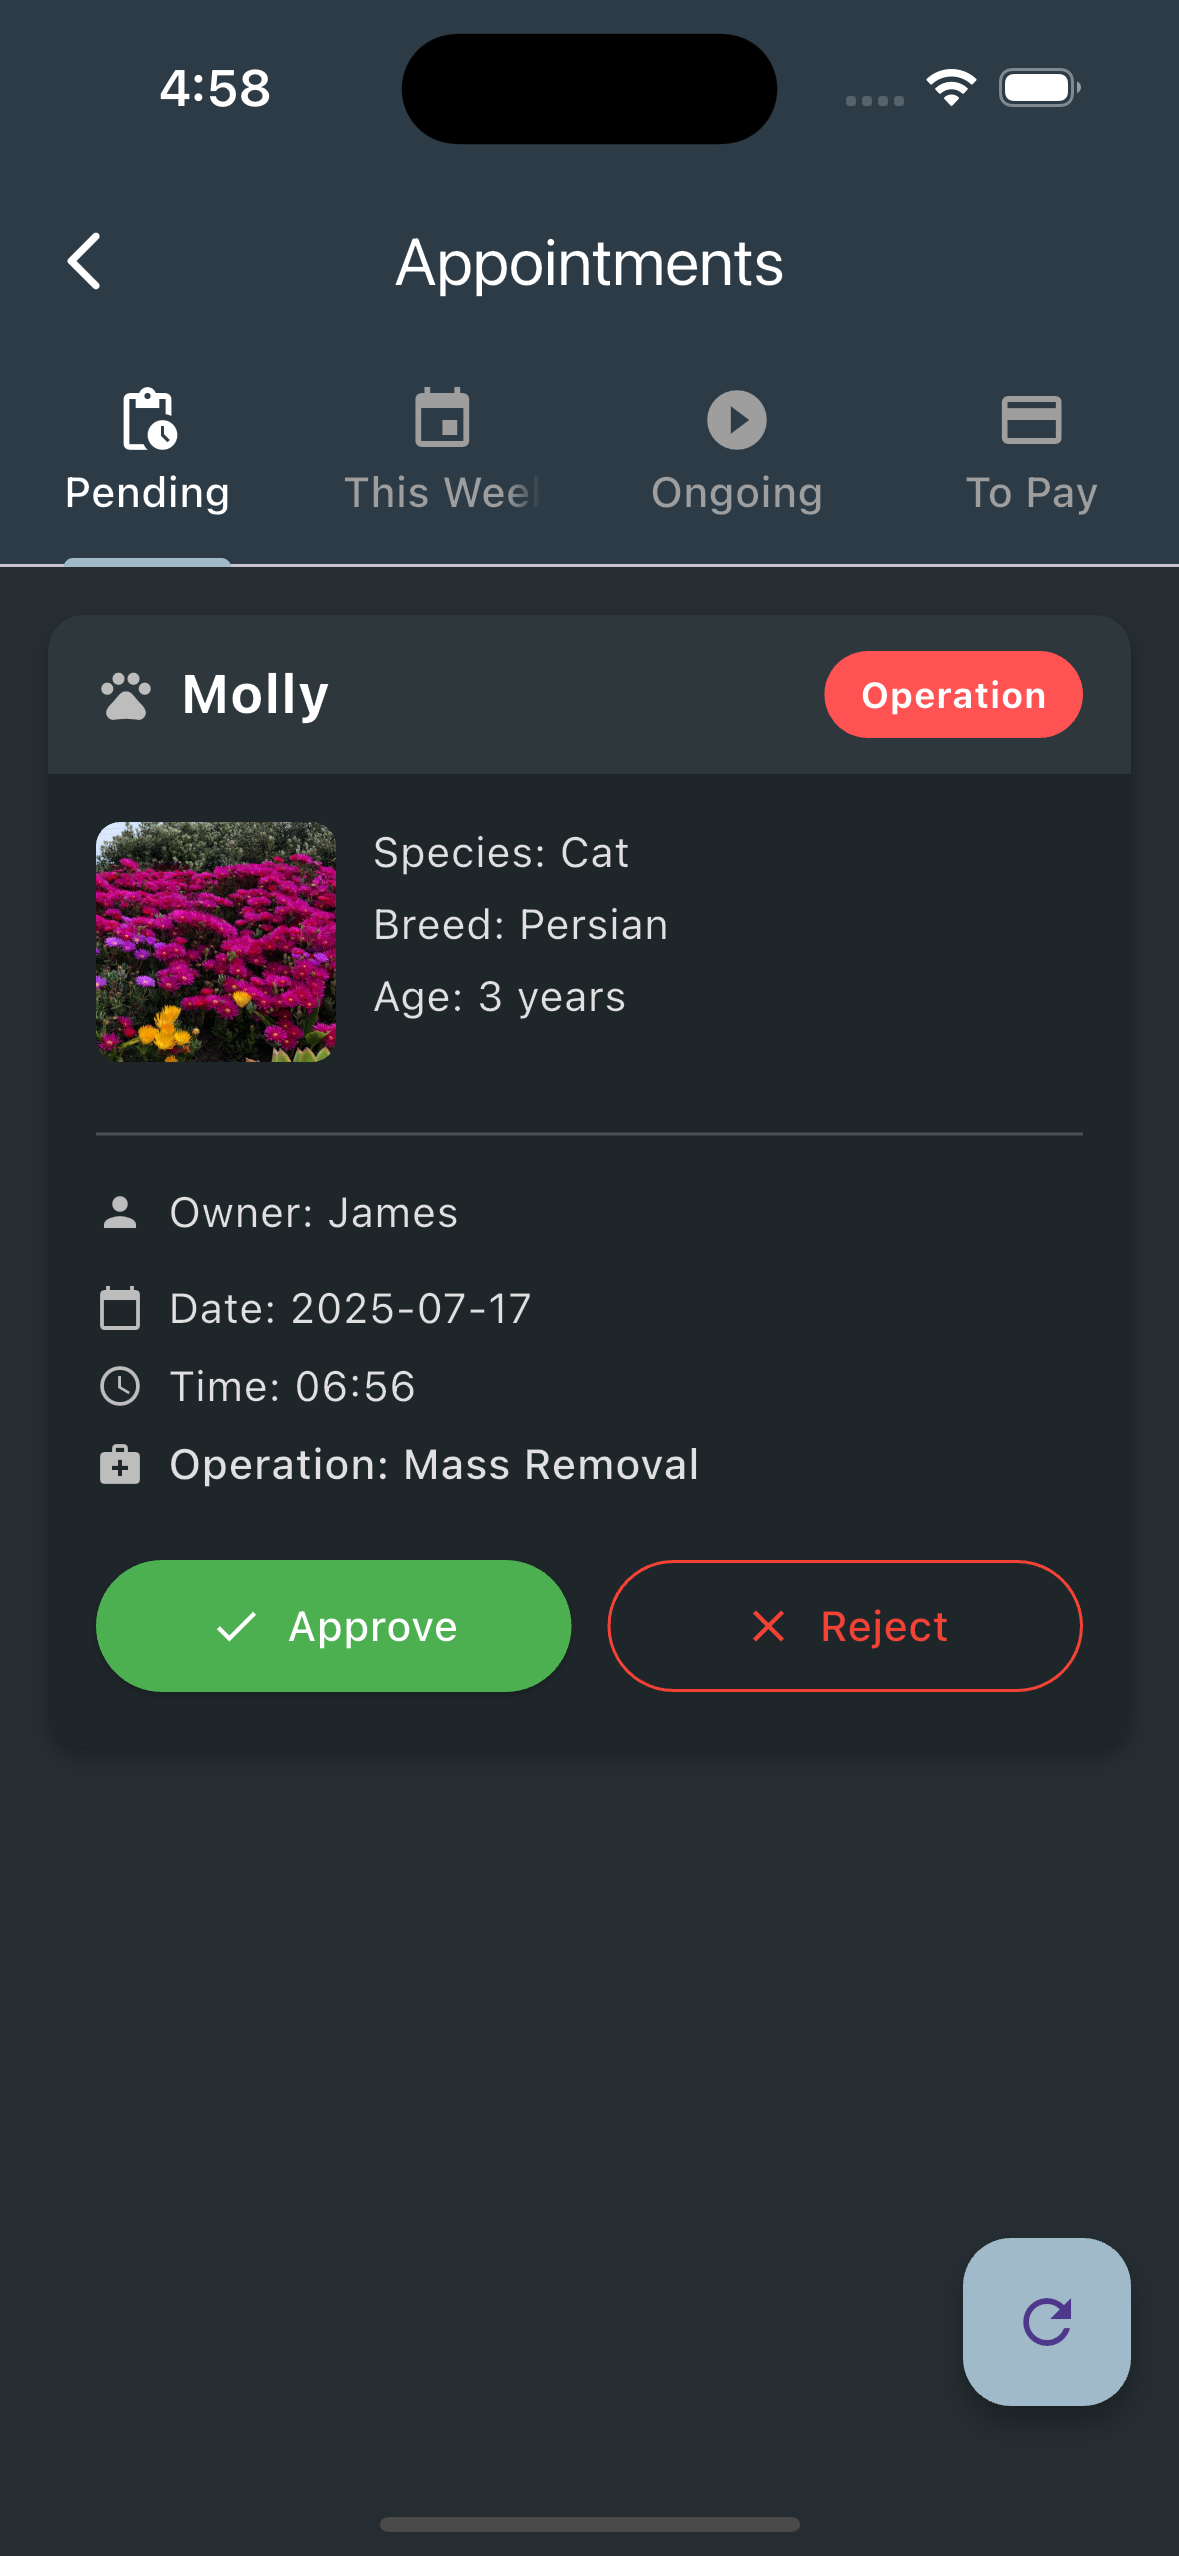 4:58
Appointments
Pending
This Week
Ongoing
To Pay
Molly
Operation
Species: Cat
Breed: Persian
Age: 3 years
Owner: James
Date: 2025-07-17
Time: 06:56
Operation: Mass Removal
Approve
Reject